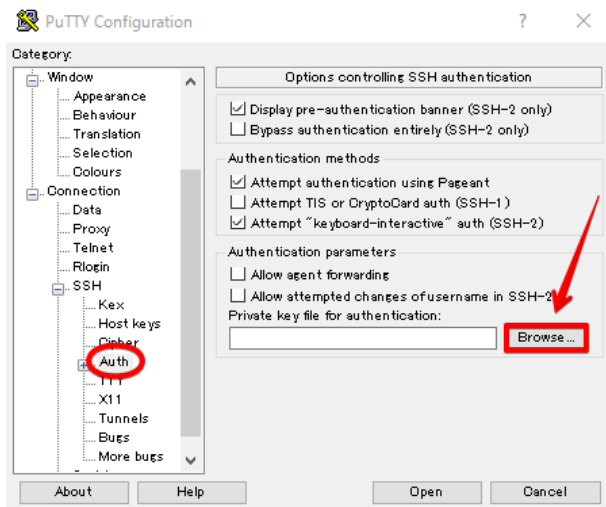 PuTTY Configuration
Category:
Window
Appearance
Behaviour
Translation
Selection
Colours
Connection
Data
Proxy
Telnet
Rlogin
SSH
Kex
Host keys
Cipher
Auth
TTY
X11
Tunnels
Bugs
More bugs
Options controlling SSH authentication
Display pre-authentication banner (SSH-2 only)
Bypass authentication entirely (SSH-2 only)
Authentication methods
Attempt authentication using Pageant
Attempt TIS or CryptoCard auth (SSH-1)
Attempt "keyboard-interactive" auth (SSH-2)
Authentication parameters
Allow agent forwarding
Allow attempted changes of username in SSH-2
Private key file for authentication:
Browse...
About
Help
Open
Cancel